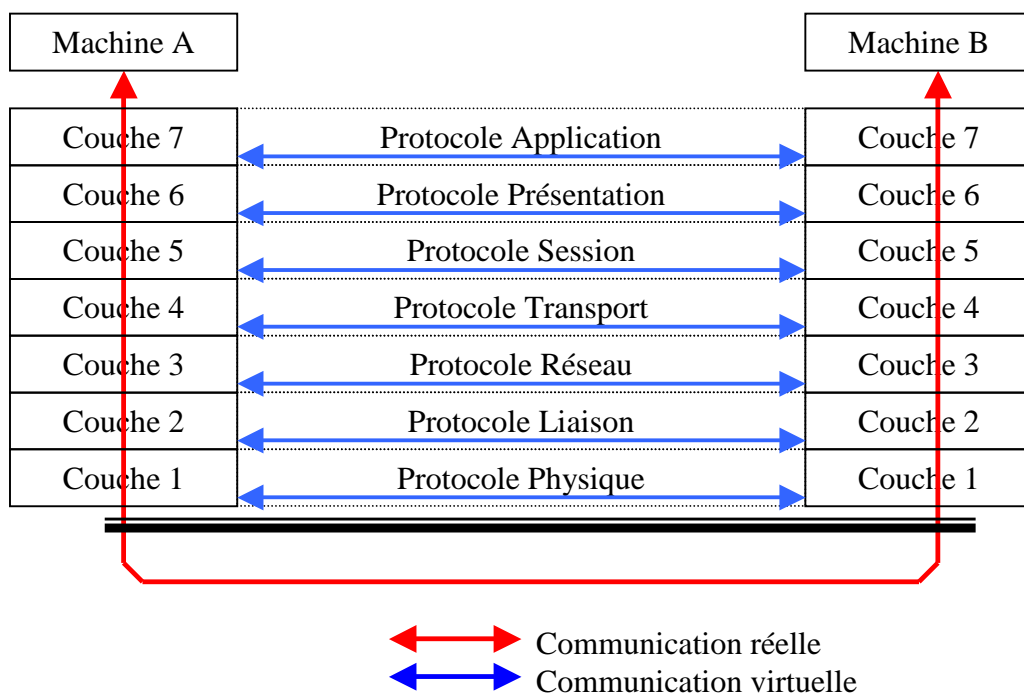 Machine A
Machine B
Couche 7
Protocole Application
Couche 7
Couche 6
Protocole Présentation
Couche 6
Couche 5
Protocole Session
Couche 5
Couche 4
Protocole Transport
Couche 4
Couche 3
Protocole Réseau
Couche 3
Couche 2
Protocole Liaison
Couche 2
Couche 1
Protocole Physique
Couche 1
Communication réelle
Communication virtuelle